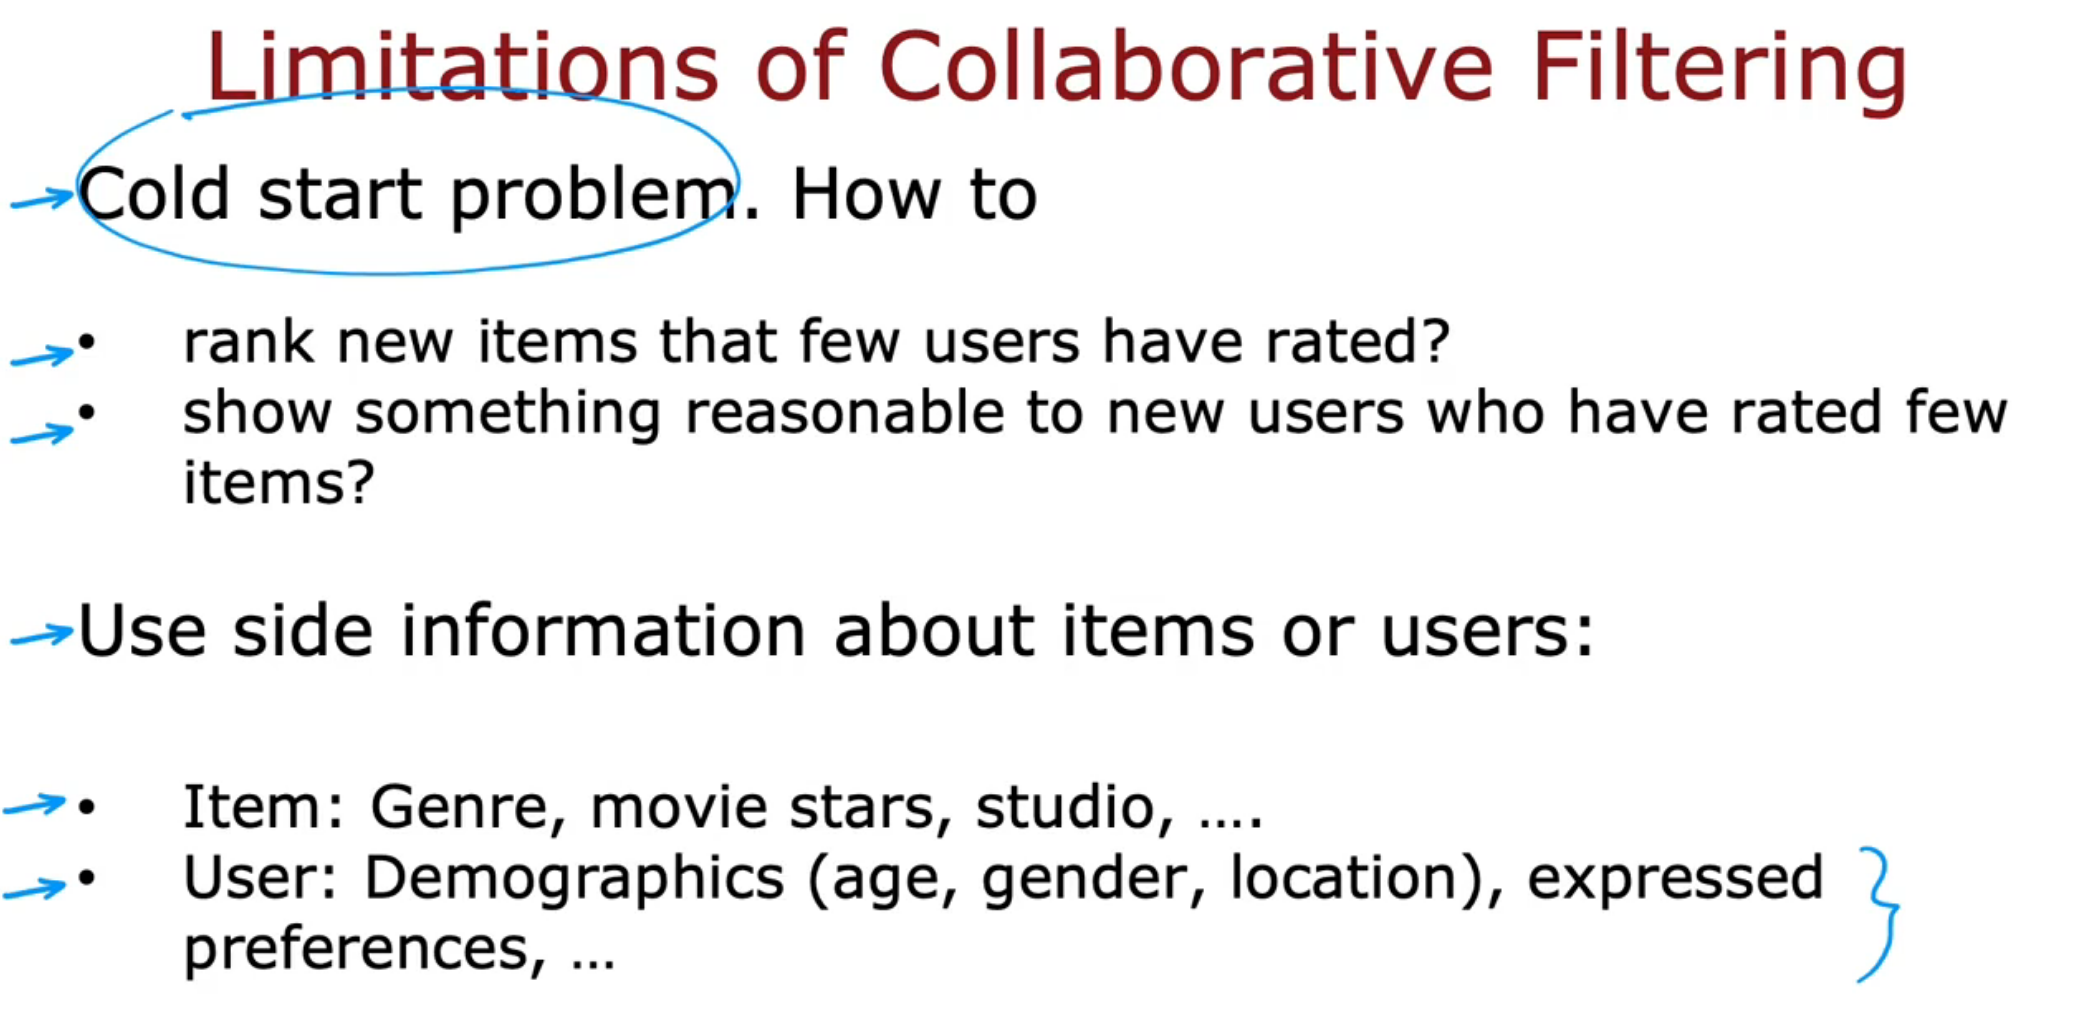 Limitations of Collaborative Filtering
Cold start problem. How to
• rank new items that few users have rated?
• show something reasonable to new users who have rated few
items?
Use side information about items or users:
• Item: Genre, movie stars, studio, ....
• User: Demographics (age, gender, location), expressed
preferences, ...